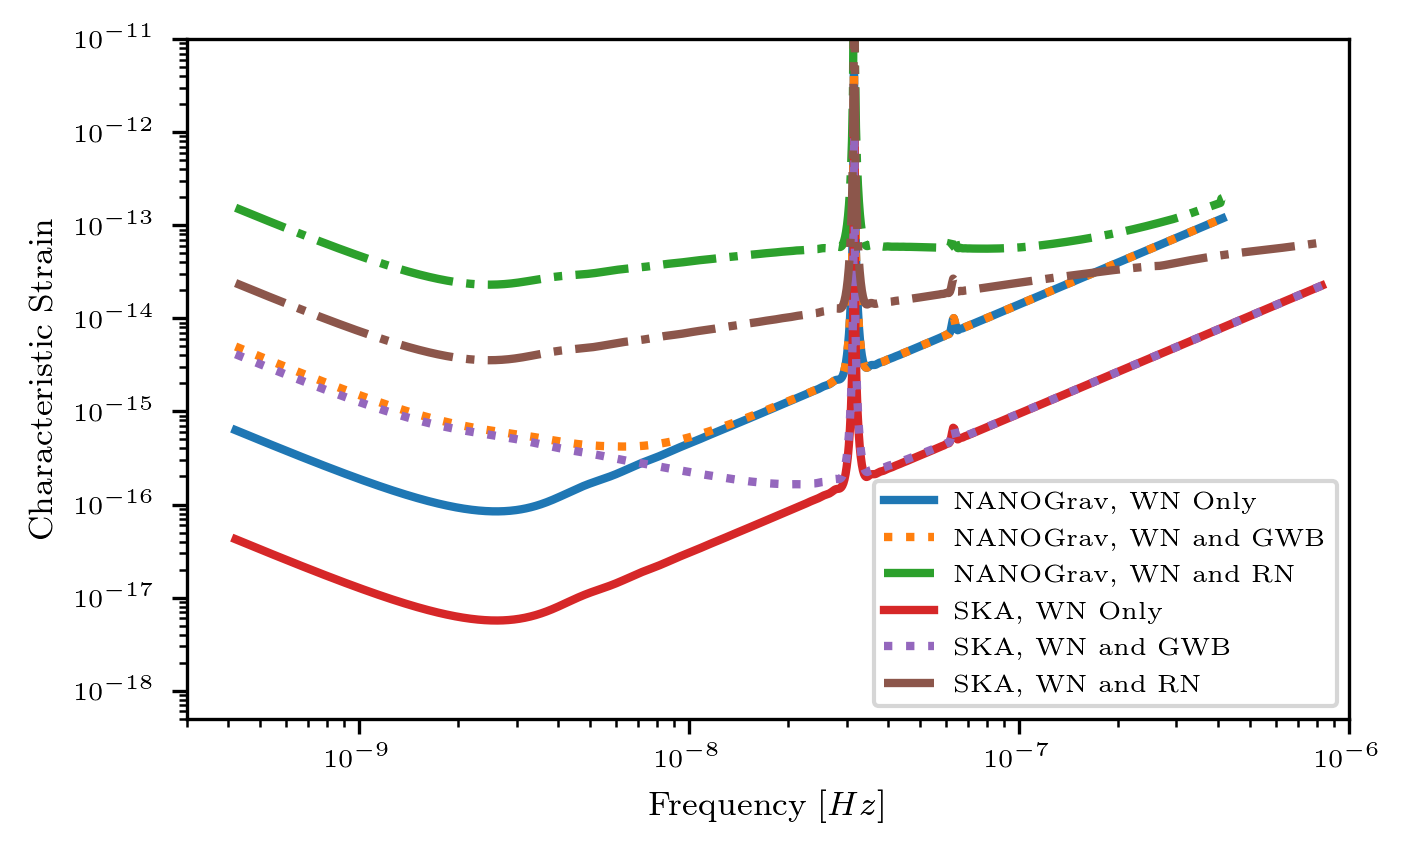 Characteristic Strain
10⁻¹¹
10⁻¹²
10⁻¹³
10⁻¹⁴
10⁻¹⁵
10⁻¹⁶
10⁻¹⁷
10⁻¹⁸
NANOGrav, WN Only
NANOGrav, WN and GWB
NANOGrav, WN and RN
SKA, WN Only
SKA, WN and GWB
SKA, WN and RN
10⁻⁹ 10⁻⁸ 10⁻⁷ 10⁻⁶
Frequency [Hz]